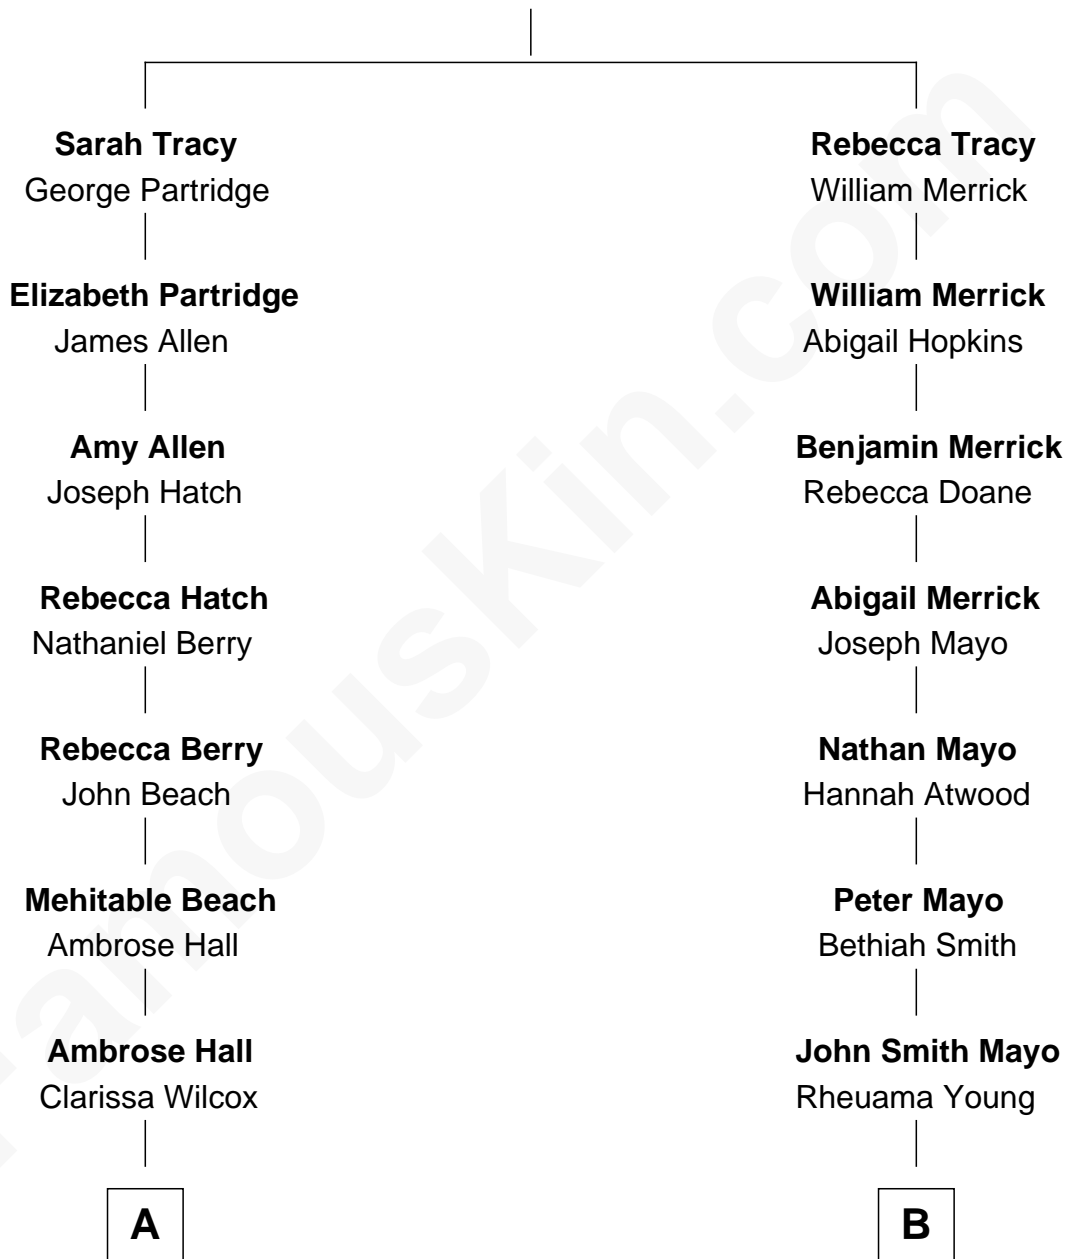 Sarah Tracy
George Partridge
Elizabeth Partridge
James Allen
Amy Allen
Joseph Hatch
Rebecca Hatch
Nathaniel Berry
Rebecca Berry
John Beach
Mehitable Beach
Ambrose Hall
Ambrose Hall
Clarissa Wilcox
A
Rebecca Tracy
William Merrick
William Merrick
Abigail Hopkins
Benjamin Merrick
Rebecca Doane
Abigail Merrick
Joseph Mayo
Nathan Mayo
Hannah Atwood
Peter Mayo
Bethiah Smith
John Smith Mayo
Rheuama Young
B
FamousKin.com